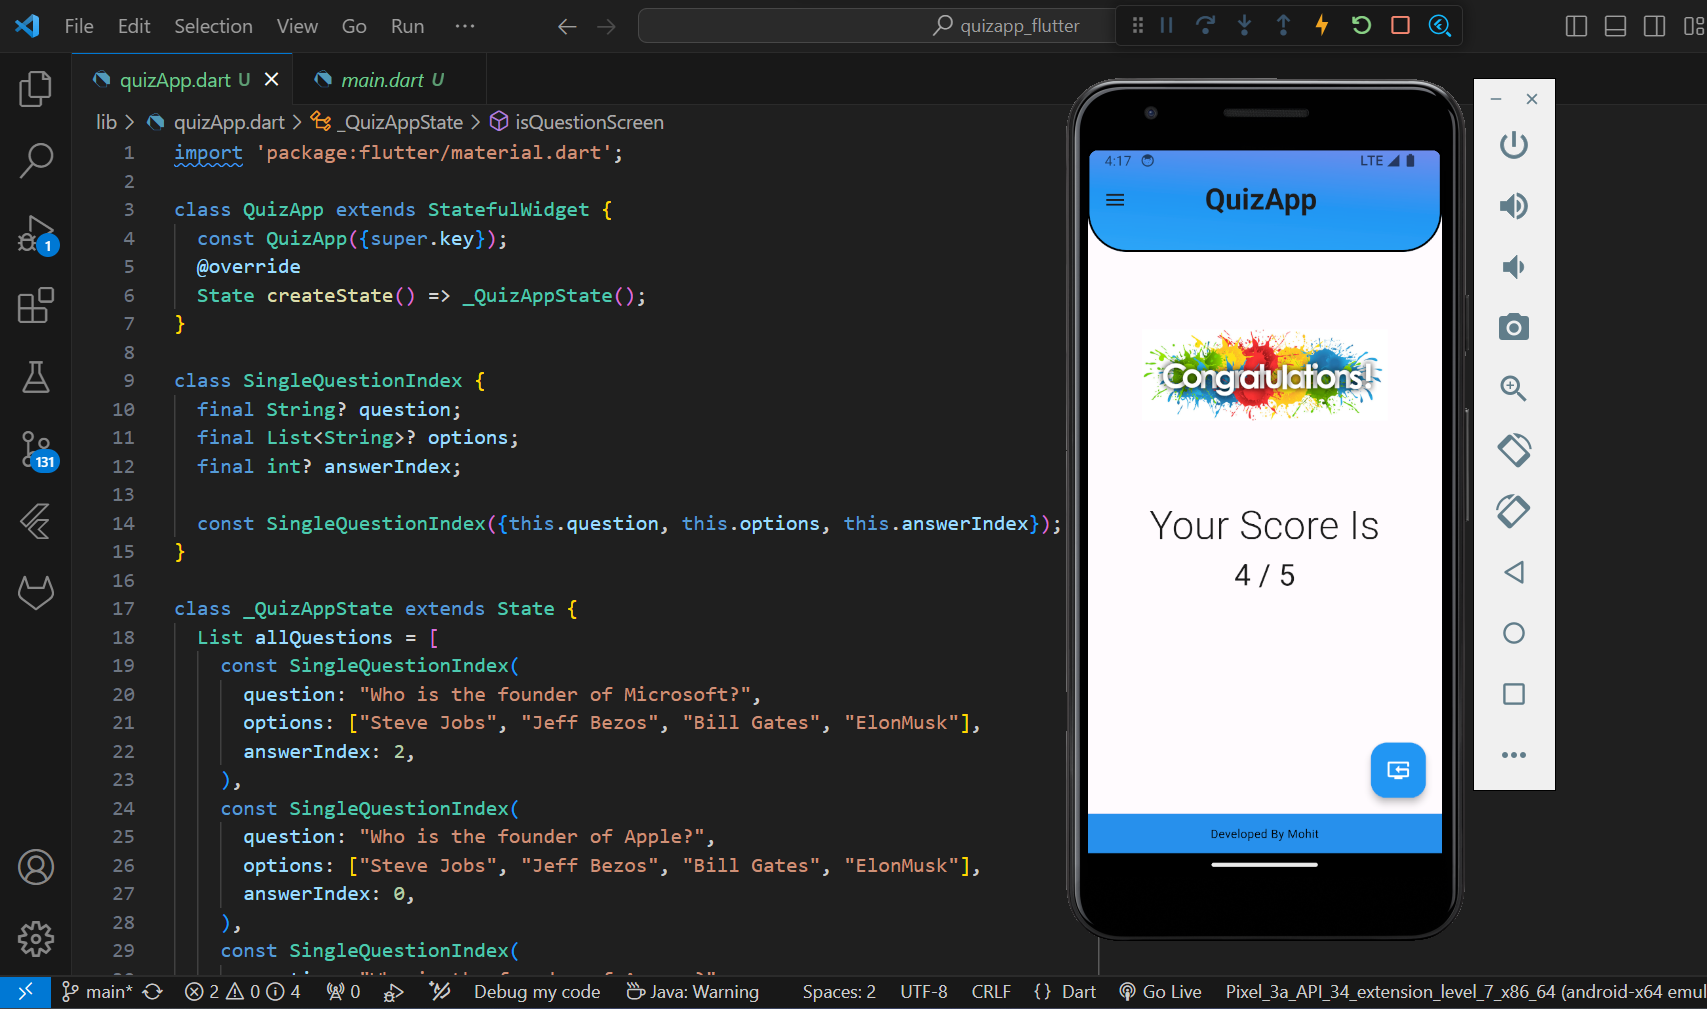 File Edit Selection View Go Run ···
quizapp_flutter
quizApp.dart U
main.dart U
lib > quizApp.dart > _QuizAppState > isQuestionScreen
1 import 'package:flutter/material.dart';
2
3 class QuizApp extends StatefulWidget {
4 const QuizApp({super.key});
5 @override
6 State createState() => _QuizAppState();
7 }
8
9 class SingleQuestionIndex {
10 final String? question;
11 final List<String>? options;
12 final int? answerIndex;
13
14 const SingleQuestionIndex({this.question, this.options, this.answerIndex});
15 }
16
17 class _QuizAppState extends State {
18 List allQuestions = [
19 const SingleQuestionIndex(
20 question: "Who is the founder of Microsoft?",
21 options: ["Steve Jobs", "Jeff Bezos", "Bill Gates", "ElonMusk"],
22 answerIndex: 2,
23 ),
24 const SingleQuestionIndex(
25 question: "Who is the founder of Apple?",
26 options: ["Steve Jobs", "Jeff Bezos", "Bill Gates", "ElonMusk"],
27 answerIndex: 0,
28 ),
29 const SingleQuestionIndex(
1
131
4:17 LTE
QuizApp
Congratulations!
Your Score Is
4 / 5
Developed By Mohit
main* 2 0 4 0 Debug my code Java: Warning Spaces: 2 UTF-8 CRLF {} Dart Go Live Pixel_3a_API_34_extension_level_7_x86_64 (android-x64 emul